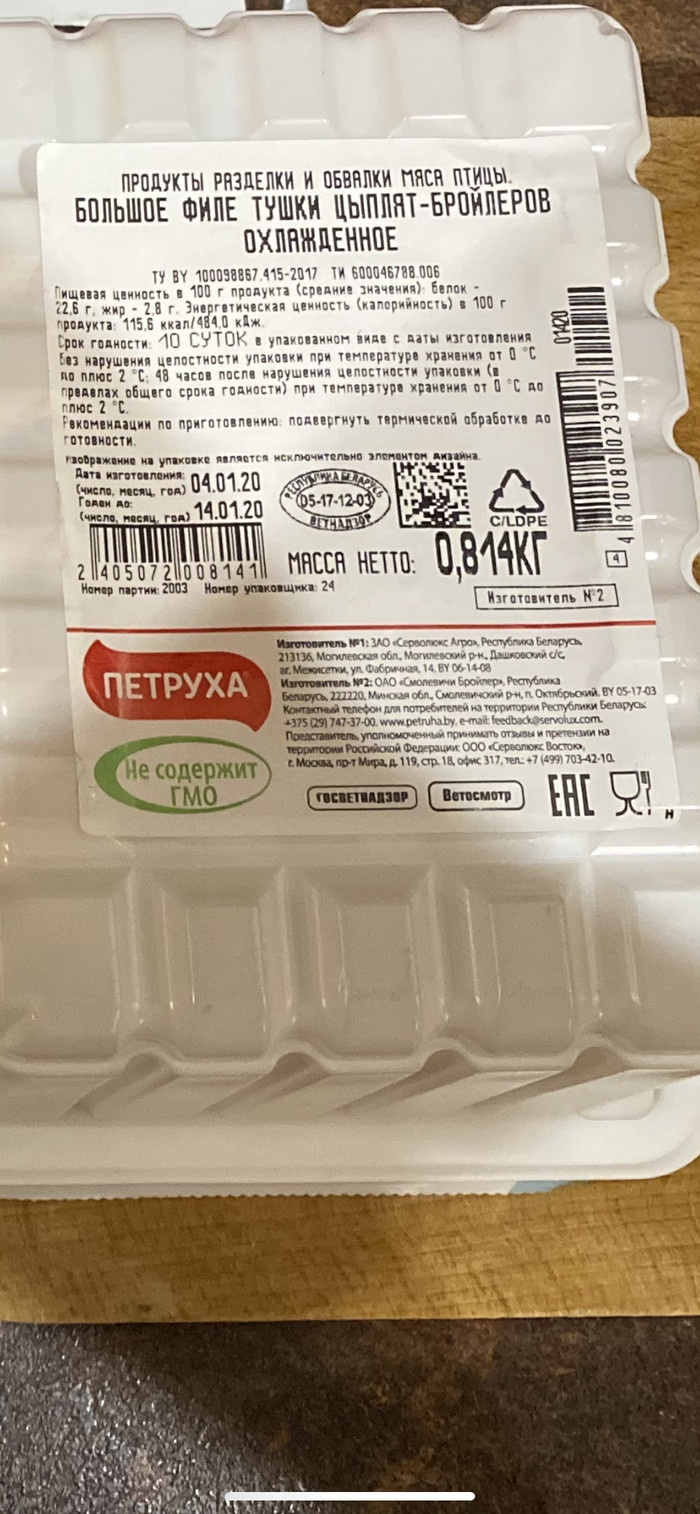 ПРОДУКТЫ РАЗДЕЛКИ И ОБВАЛКИ МЯСА ПТИЦЫ.
БОЛЬШОЕ ФИЛЕ ТУШКИ ЦЫПЛЯТ-БРОЙЛЕРОВ
ОХЛАЖДЕННОЕ
ТУ BY 100098867.415-2017 ТИ 600046788.006
Пищевая ценность в 100 г продукта (средние значения): белок -
22,6 г, жир - 2,8 г. Энергетическая ценность (калорийность) в 100 г
продукта: 115,6 ккал/484,0 кДж.
Срок годности: 10 СУТОК в упакованном виде с даты изготовления
без нарушения целостности упаковки при температуре хранения от 0 °С
до плюс 2 °С; 48 часов после нарушения целостности упаковки (в
пределах общего срока годности) при температуре хранения от 0 °С до
плюс 2 °С.
Рекомендации по приготовлению: подвергнуть термической обработке до
готовности.
Изображение на упаковке является исключительно элементом дизайна.
Дата изготовления:
(число, месяц, год) 04.01.20
Годен до:
(число, месяц, год) 14.01.20
РЕСПУБЛИКА БЕЛАРУСЬ
05-17-12-03
ВЕТНАДЗОР
C/LDPE
01420
4 810080 023907
4
2 405072 008141
МАССА НЕТТО: 0,814КГ
Номер партии: 2003 Номер упаковщика: 24
Изготовитель №2
Изготовитель №1: ЗАО «Серволюкс Агро», Республика Беларусь,
213136, Могилевская обл., Могилевский р-н., Дашковский с/с,
аг. Межисетки, ул. Фабричная, 14. BY 06-14-08
Изготовитель №2: ОАО «Смолевичи Бройлер», Республика
Беларусь, 222220, Минская обл., Смолевичский р-н, п. Октябрьский. BY 05-17-03
Контактный телефон для потребителей на территории Республики Беларусь:
+375 (29) 747-37-00. www.petruha.by, e-mail: feedback@servolux.com.
Представитель, уполномоченный принимать отзывы и претензии на
территории Российской Федерации: ООО «Серволюкс Восток»,
г. Москва, пр-т Мира, д. 119, стр. 18, офис 317, тел.: +7 (499) 703-42-10.
ПЕТРУХА
Не содержит
ГМО
ГОСВЕТНАДЗОР
Ветосмотр
EAC
н